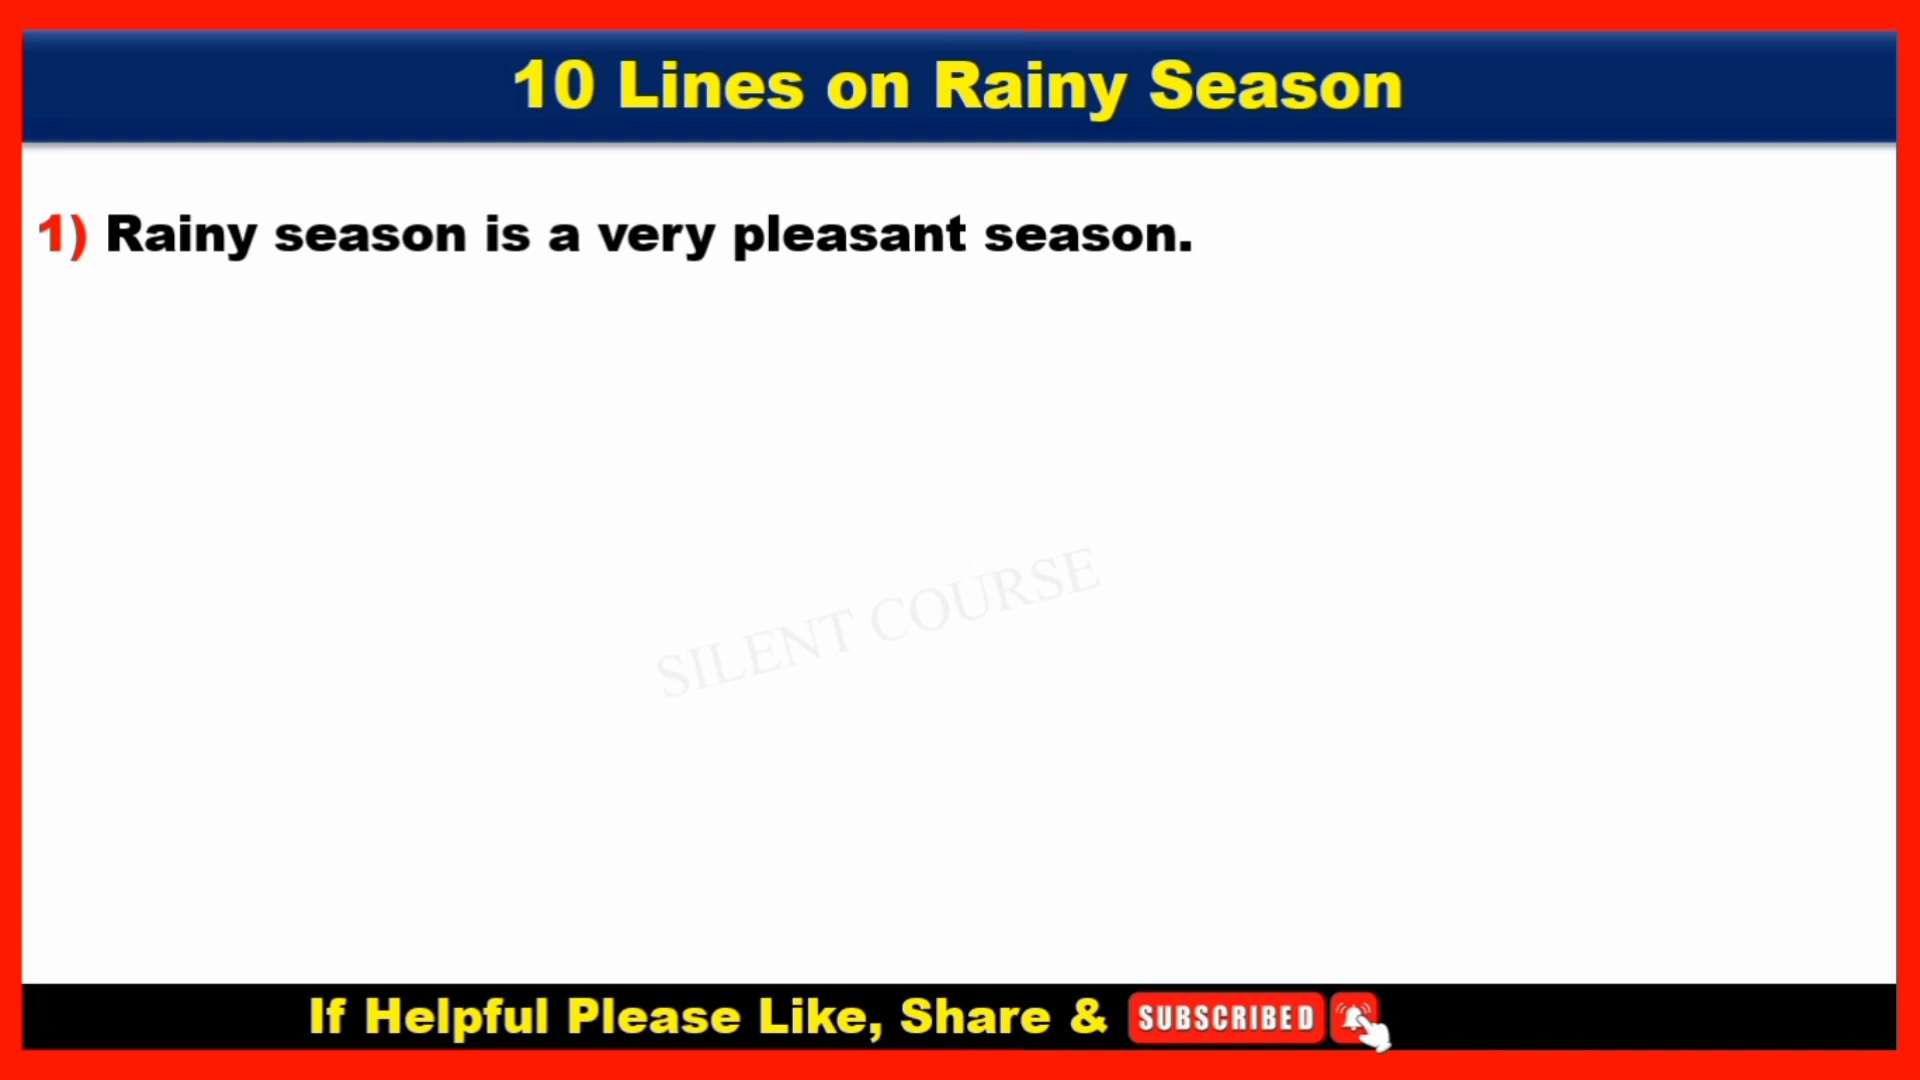 10 Lines on Rainy Season
1) Rainy season is a very pleasant season.
SILENT COURSE
If Helpful Please Like, Share & SUBSCRIBED